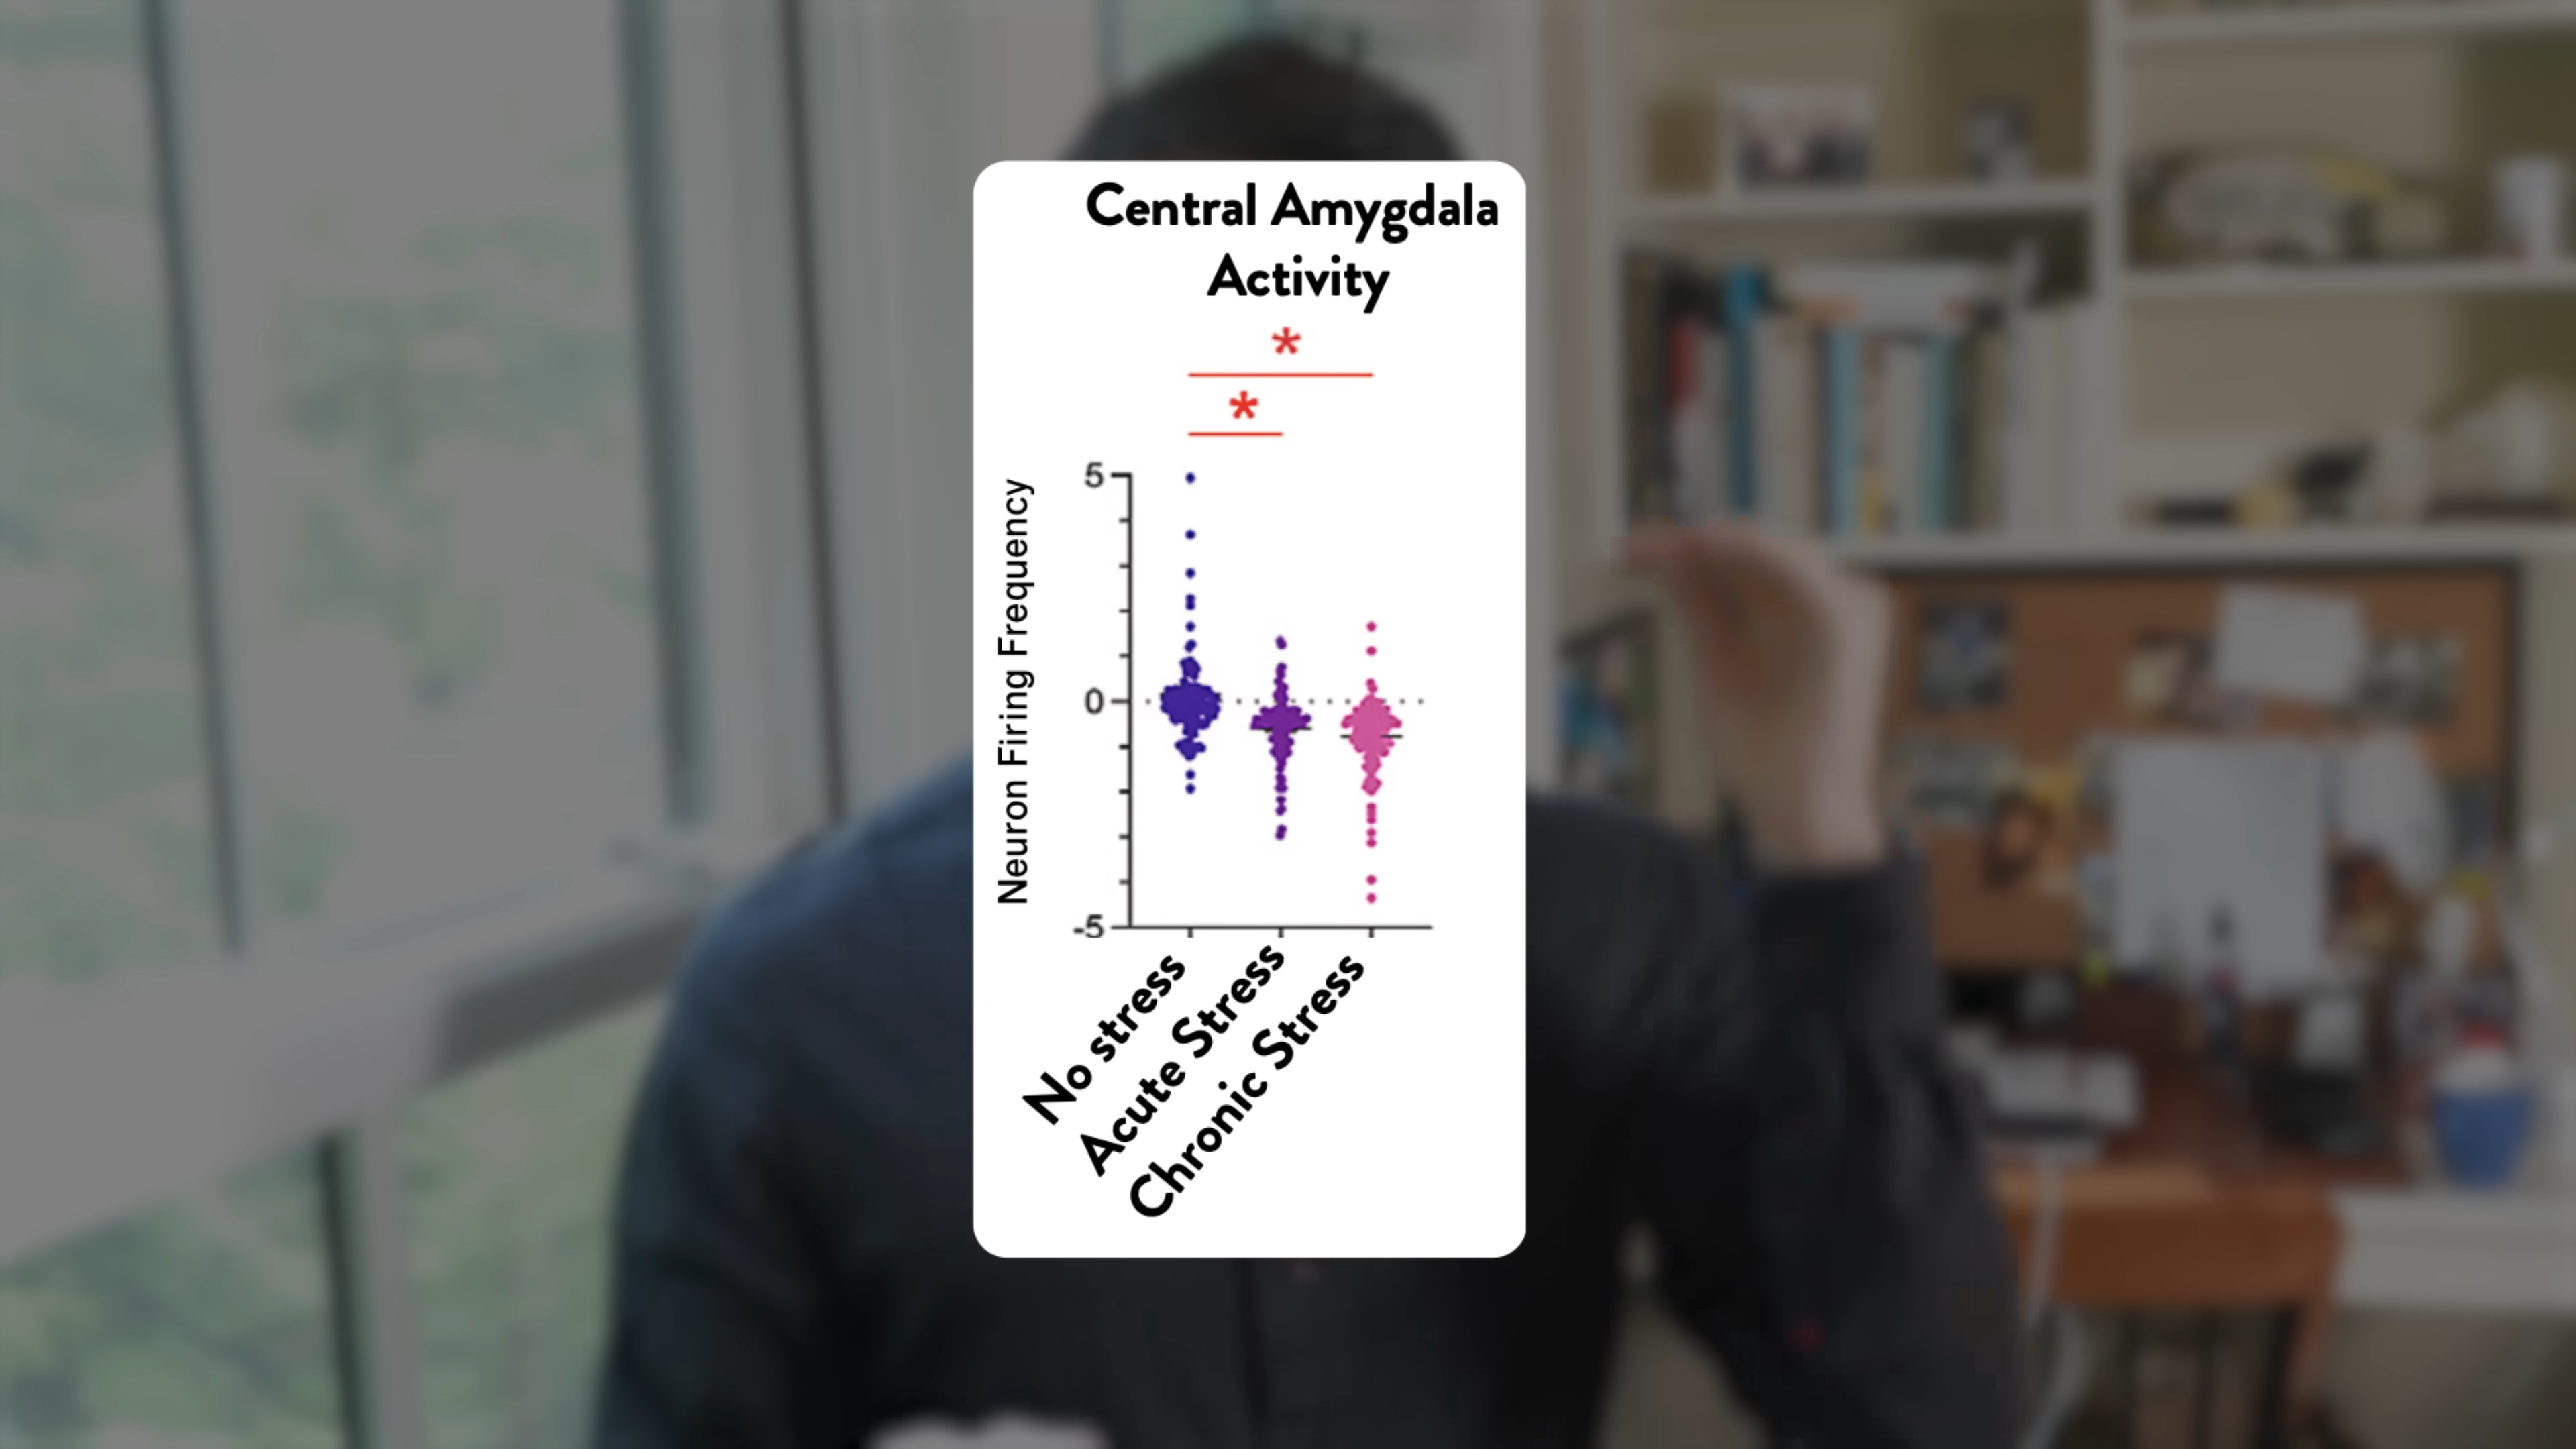 Central Amygdala
Activity
*
*
Neuron Firing Frequency
5
0
-5
No stress
Acute Stress
Chronic Stress